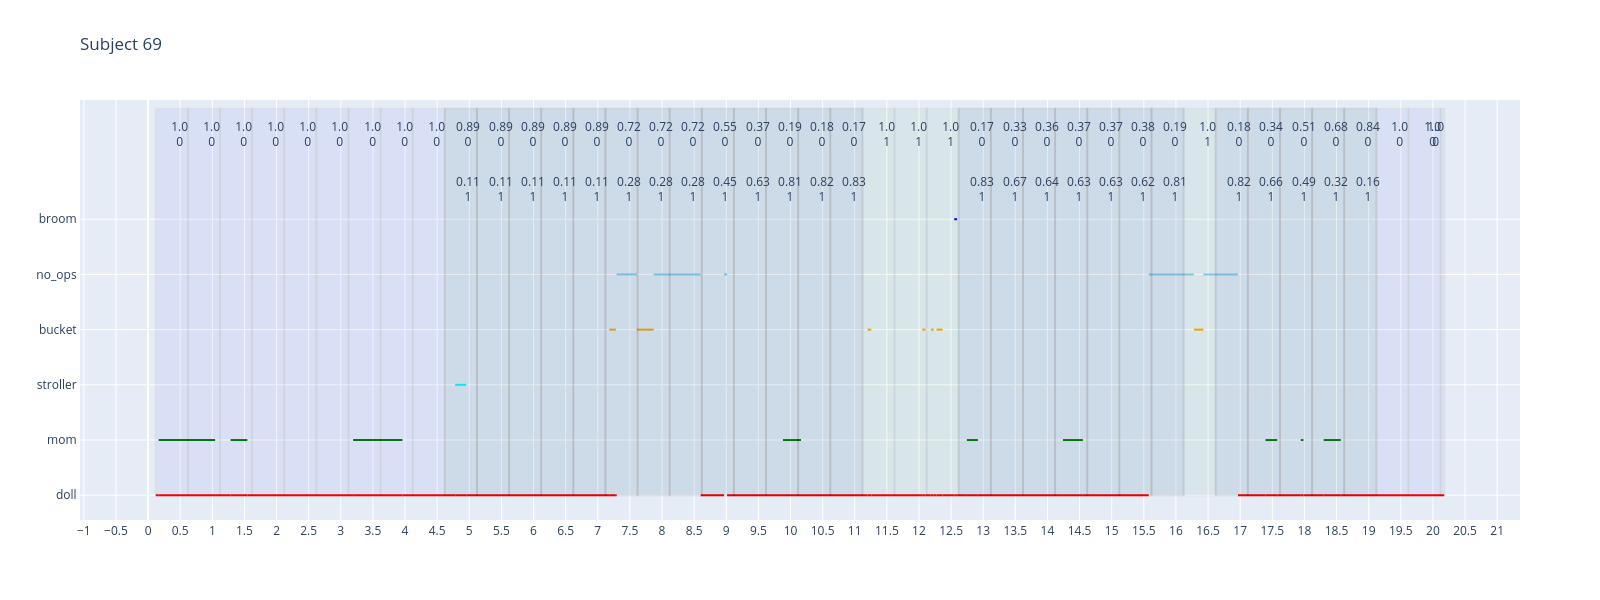 Subject 69
1.0 1.0 1.0 1.0 1.0 1.0 1.0 1.0 1.0 0.89 0.89 0.89 0.89 0.89 0.72 0.72 0.72 0.55 0.37 0.19 0.18 0.17 1.0 1.0 1.0 0.17 0.33 0.36 0.37 0.37 0.38 0.19 1.0 0.18 0.34 0.51 0.68 0.84 1.0 1.0 1.0
0 0 0 0 0 0 0 0 0 0 0 0 0 0 0 0 0 0 0 0 0 0 1 1 1 0 0 0 0 0 0 0 1 0 0 0 0 0 0 0 0
0.11 0.11 0.11 0.11 0.11 0.28 0.28 0.28 0.45 0.63 0.81 0.82 0.83 0.83 0.67 0.64 0.63 0.63 0.62 0.81 0.82 0.66 0.49 0.32 0.16
1 1 1 1 1 1 1 1 1 1 1 1 1 1 1 1 1 1 1 1 1 1 1 1 1
broom
no_ops
bucket
stroller
mom
doll
−1 −0.5 0 0.5 1 1.5 2 2.5 3 3.5 4 4.5 5 5.5 6 6.5 7 7.5 8 8.5 9 9.5 10 10.5 11 11.5 12 12.5 13 13.5 14 14.5 15 15.5 16 16.5 17 17.5 18 18.5 19 19.5 20 20.5 21